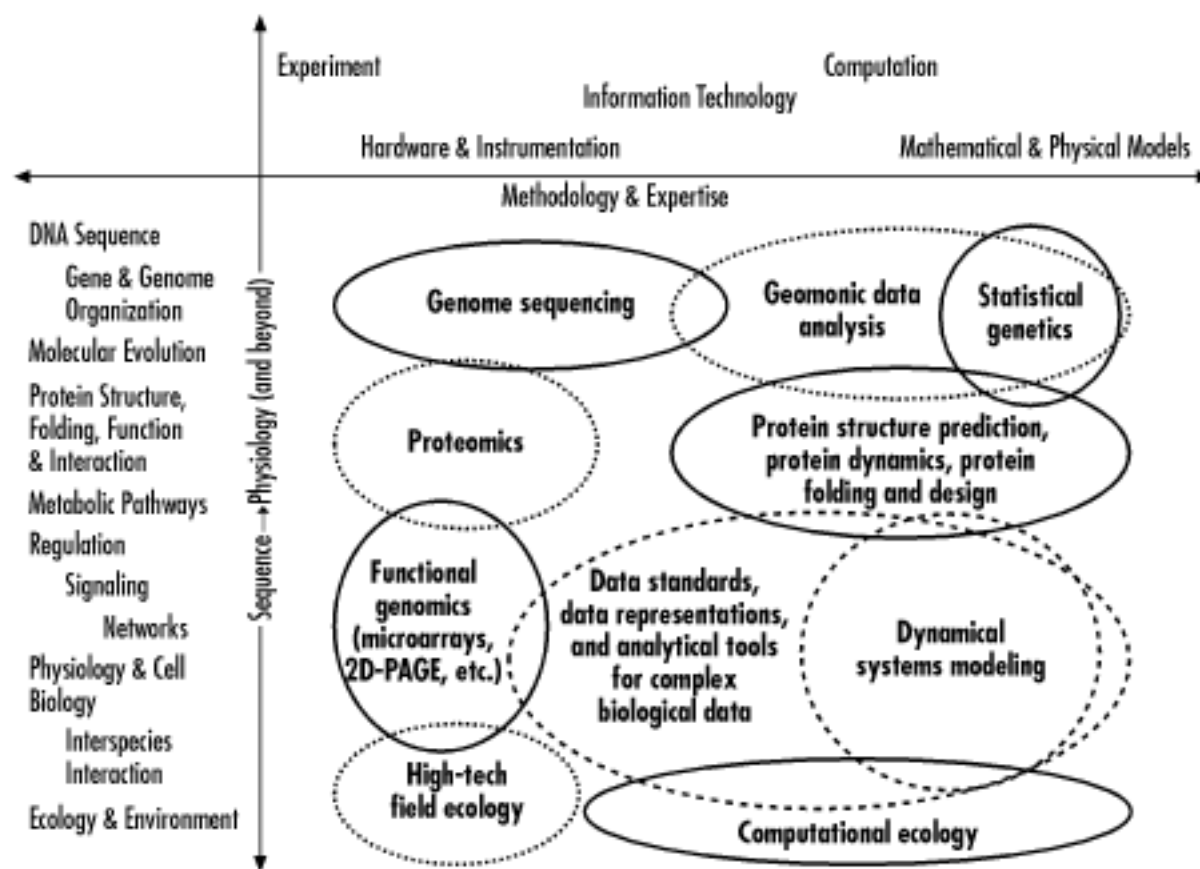 Experiment
Computation
Information Technology
Hardware & Instrumentation
Mathematical & Physical Models
Methodology & Expertise
DNA Sequence
Gene & Genome
Organization
Molecular Evolution
Protein Structure,
Folding, Function
& Interaction
Metabolic Pathways
Regulation
Signaling
Networks
Physiology & Cell
Biology
Interspecies
Interaction
Ecology & Environment
Sequence → Physiology (and beyond)
Genome sequencing
Geomonic data
analysis
Statistical
genetics
Proteomics
Protein structure prediction,
protein dynamics, protein
folding and design
Functional
genomics
(microarrays,
2D-PAGE, etc.)
Data standards,
data representations,
and analytical tools
for complex
biological data
Dynamical
systems modeling
High-tech
field ecology
Computational ecology